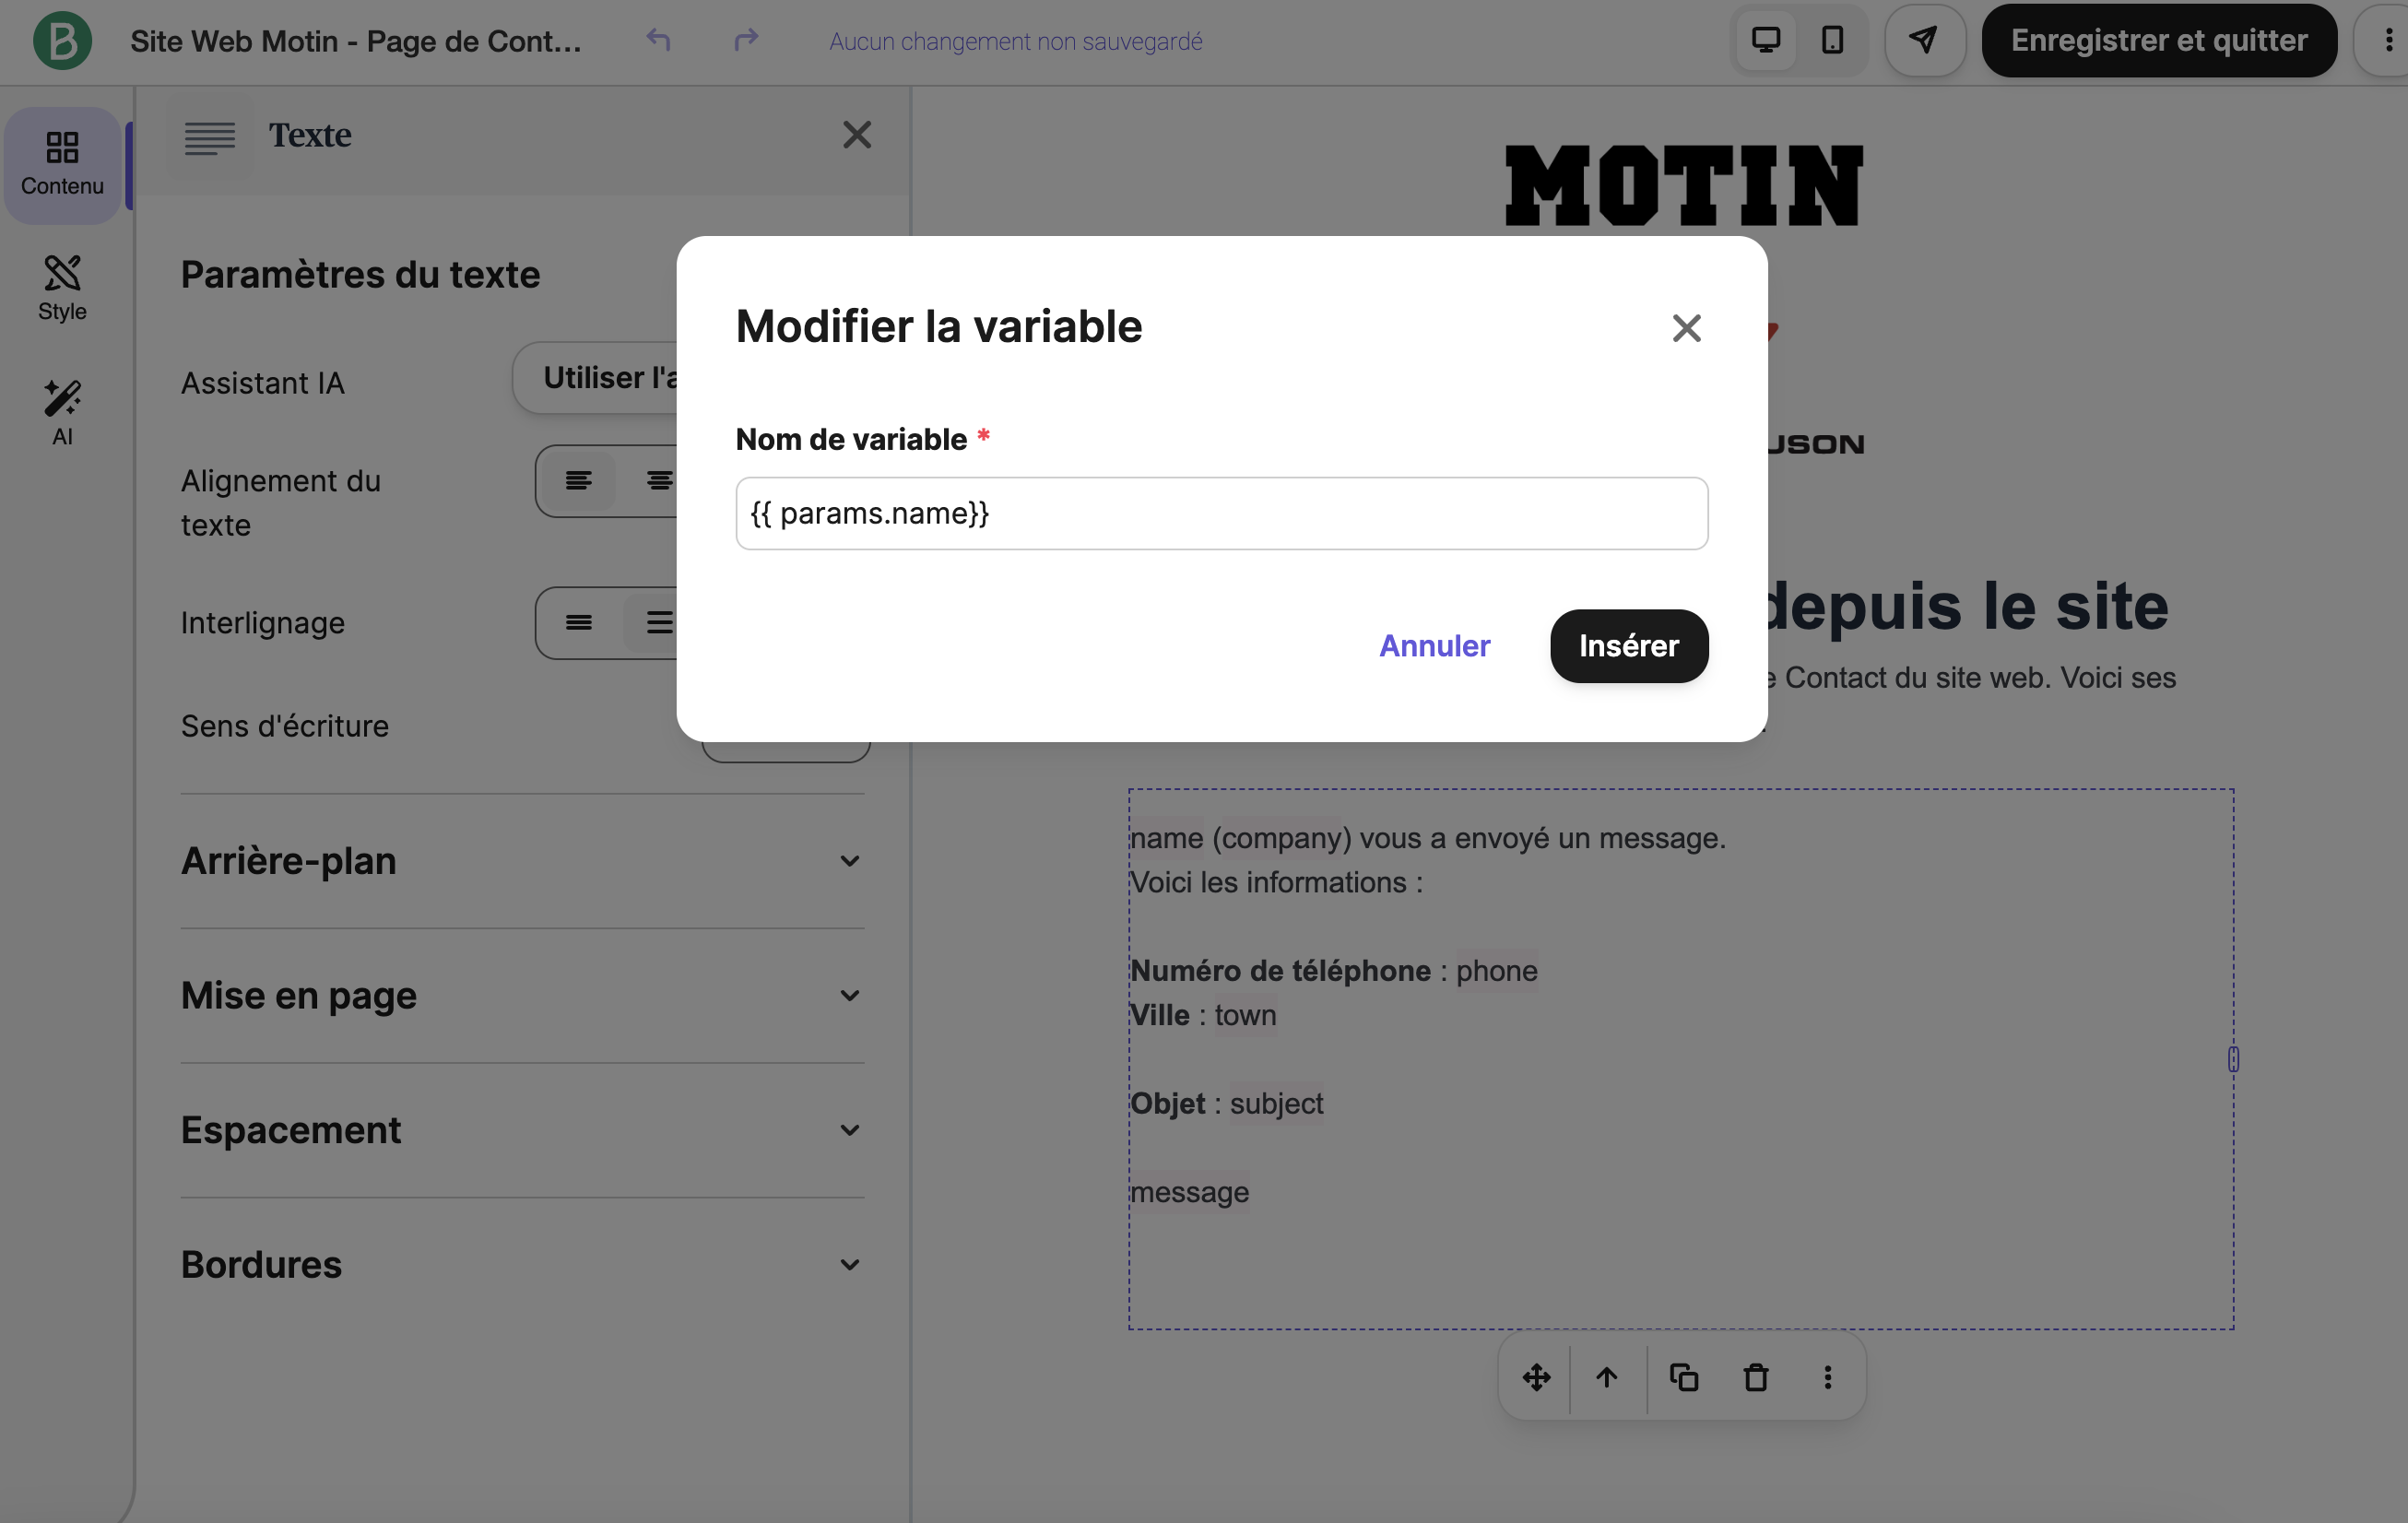 B Site Web Motin - Page de Cont... Aucun changement non sauvegardé Enregistrer et quitter
Contenu
Style
AI
Texte
Paramètres du texte
Assistant IA
Utiliser l'a
Alignement du
texte
Interlignage
Sens d'écriture
Arrière-plan
Mise en page
Espacement
Bordures
MOTIN
USON
Modifier la variable
Nom de variable *
{{ params.name}}
Annuler Insérer
depuis le site
Contact du site web. Voici ses
name (company) vous a envoyé un message.
Voici les informations :
Numéro de téléphone : phone
Ville : town
Objet : subject
message